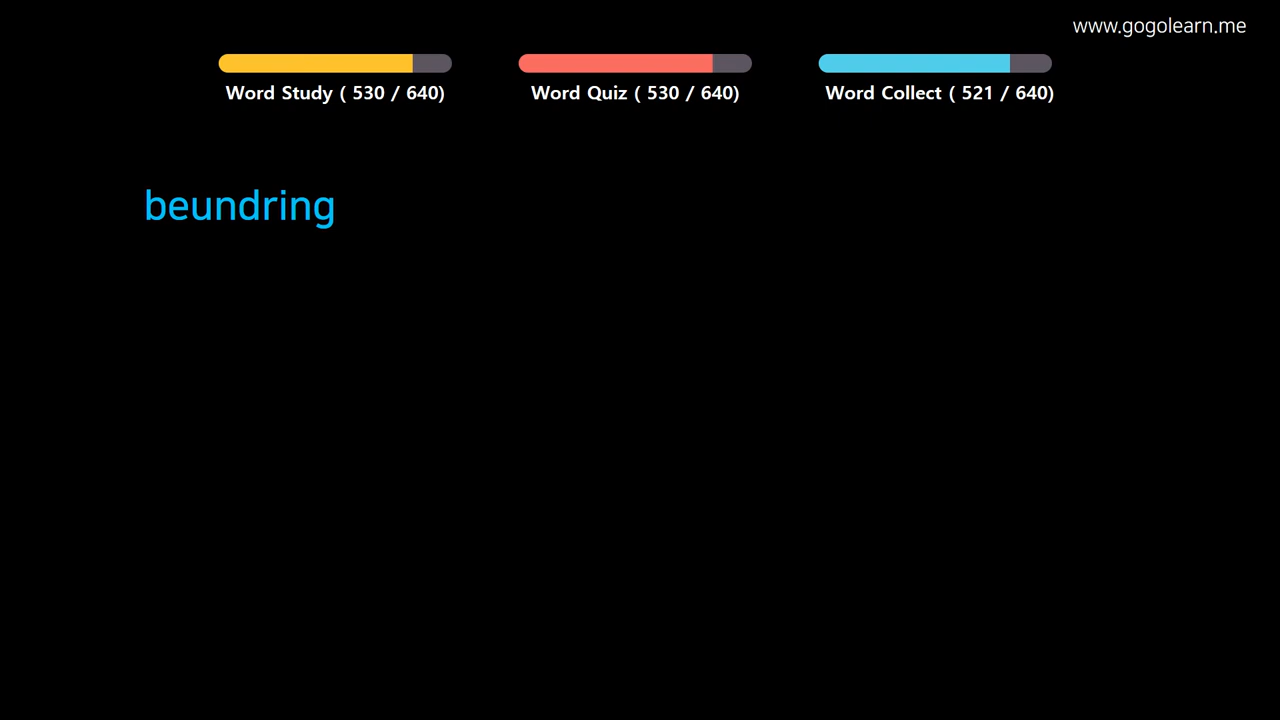 www.gogolearn.me
Word Study ( 530 / 640)
Word Quiz ( 530 / 640)
Word Collect ( 521 / 640)
beundring